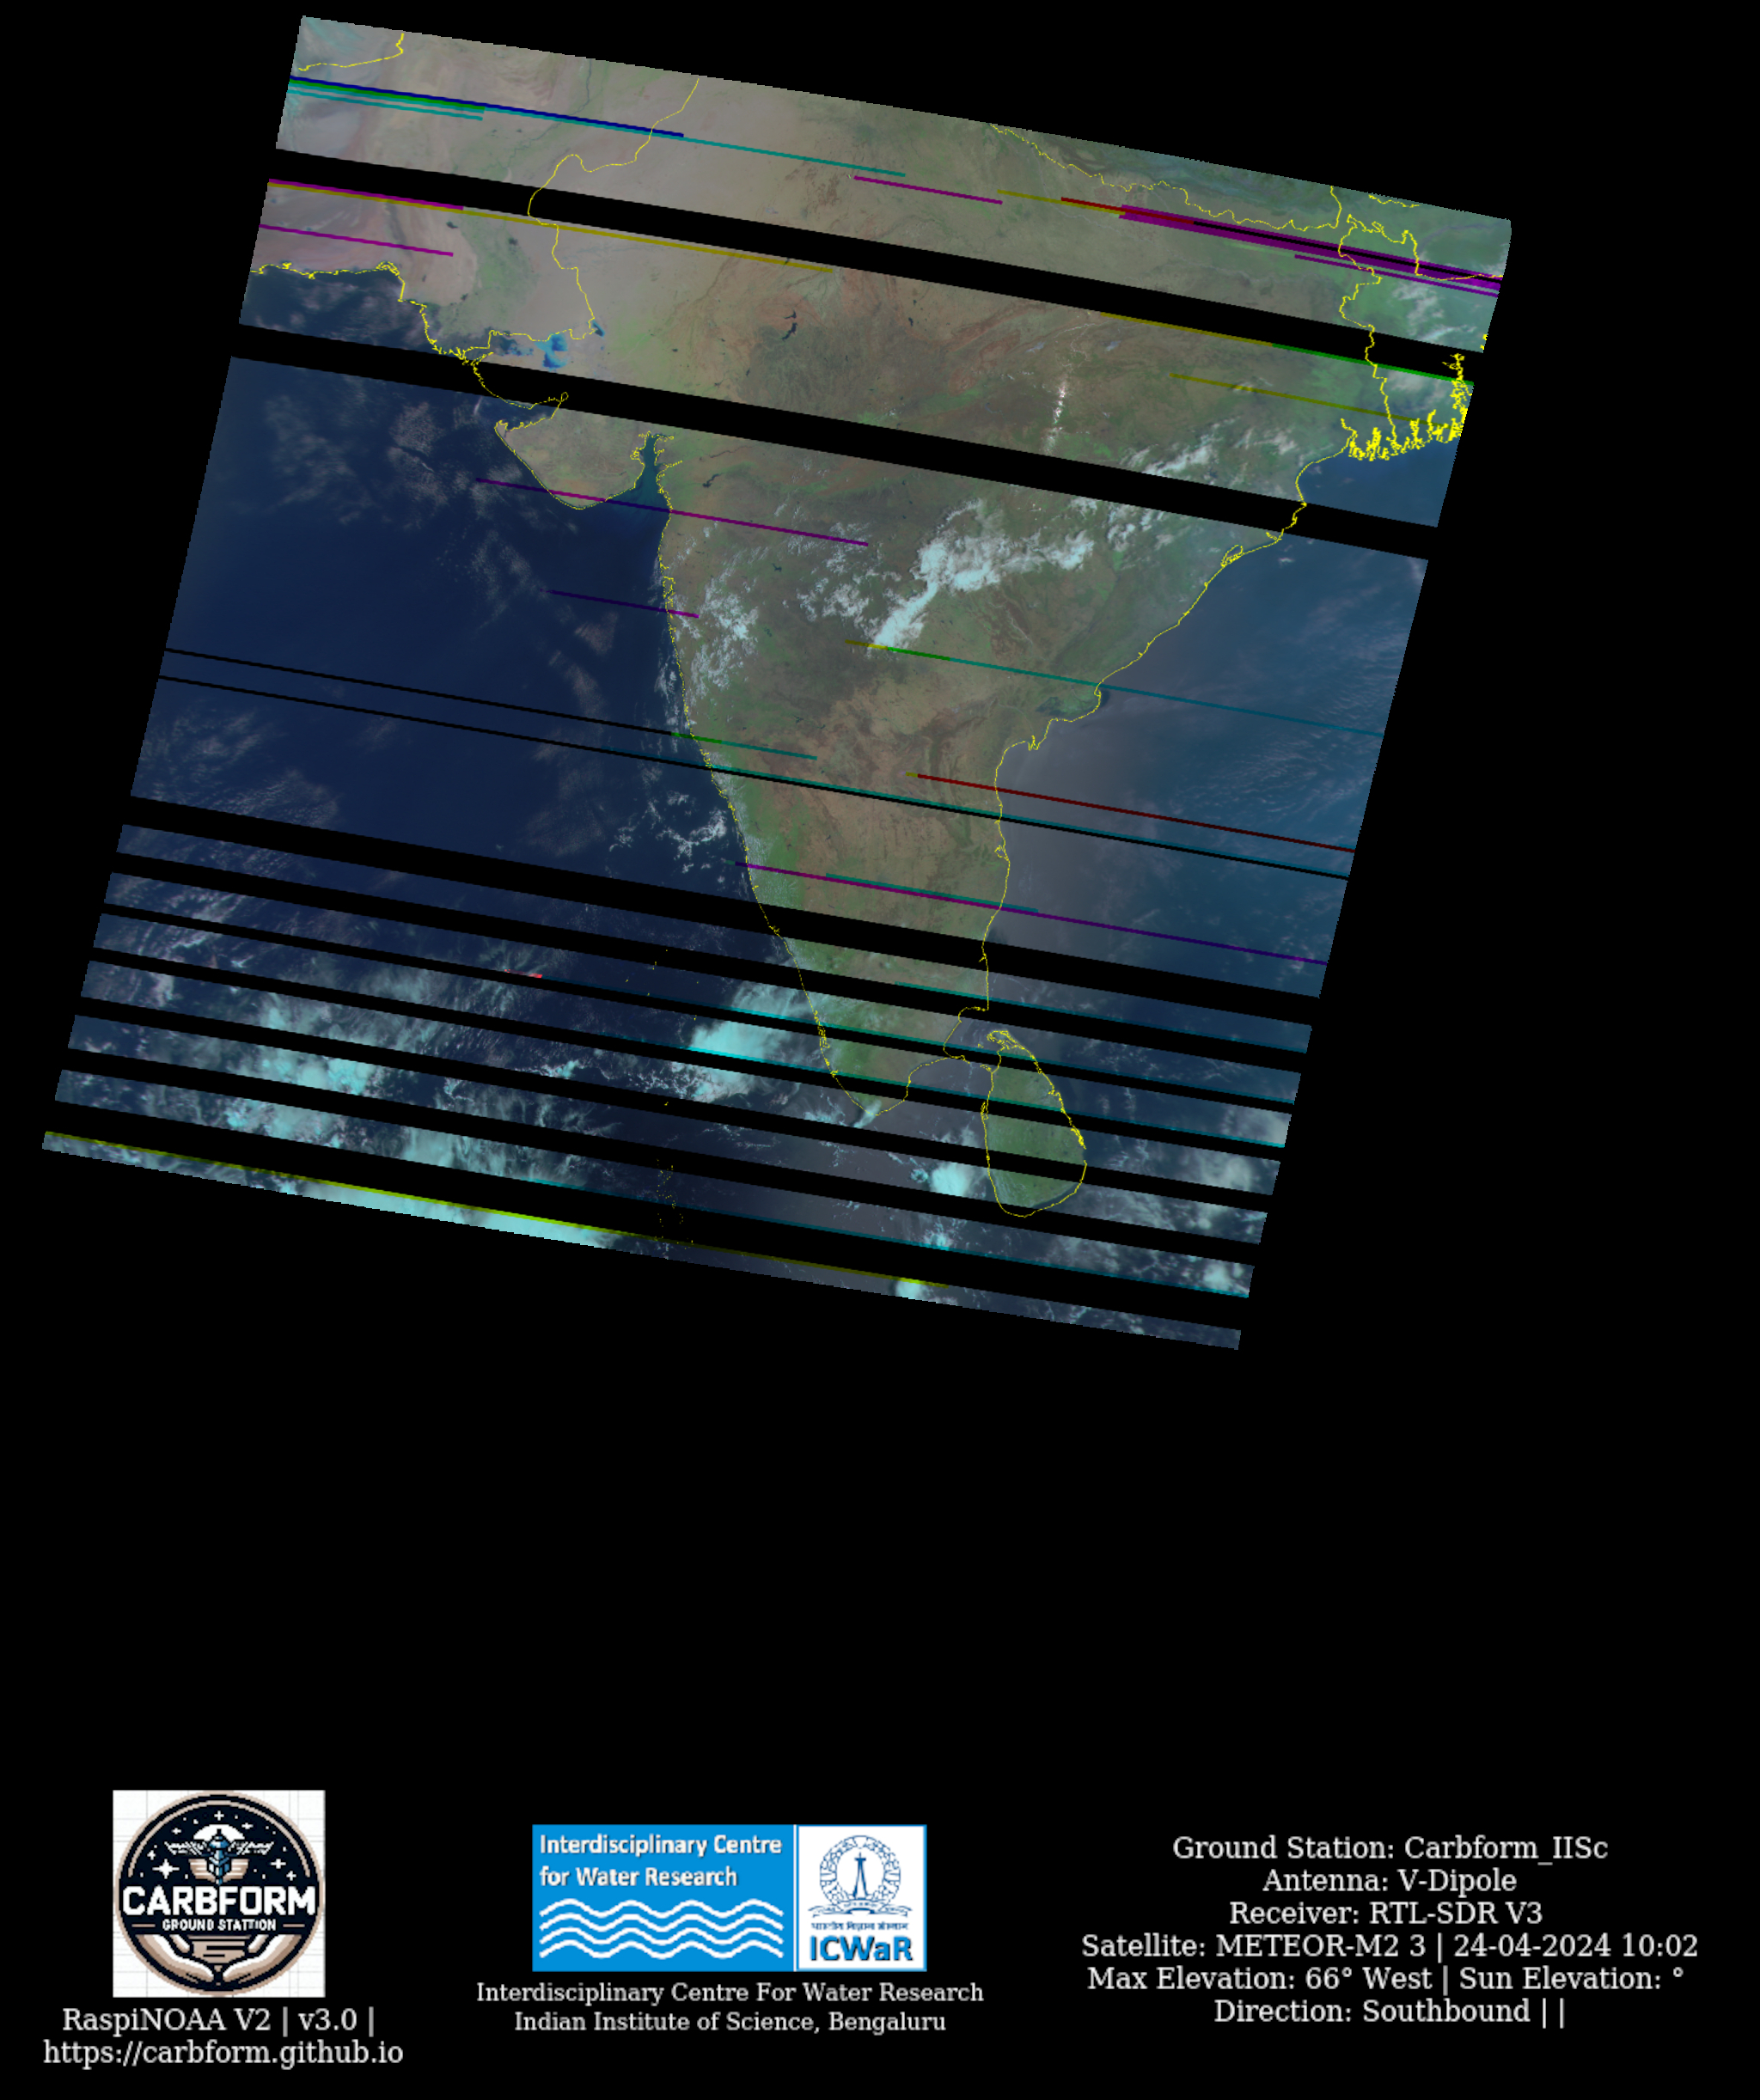 CARBFORM
GROUND STATTION
RaspiNOAA V2 | v3.0 |
https://carbform.github.io
Interdisciplinary Centre
for Water Research
भारतीय विज्ञान संस्थान
ICWaR
Interdisciplinary Centre For Water Research
Indian Institute of Science, Bengaluru
Ground Station: Carbform_IISc
Antenna: V-Dipole
Receiver: RTL-SDR V3
Satellite: METEOR-M2 3 | 24-04-2024 10:02
Max Elevation: 66° West | Sun Elevation: °
Direction: Southbound | |